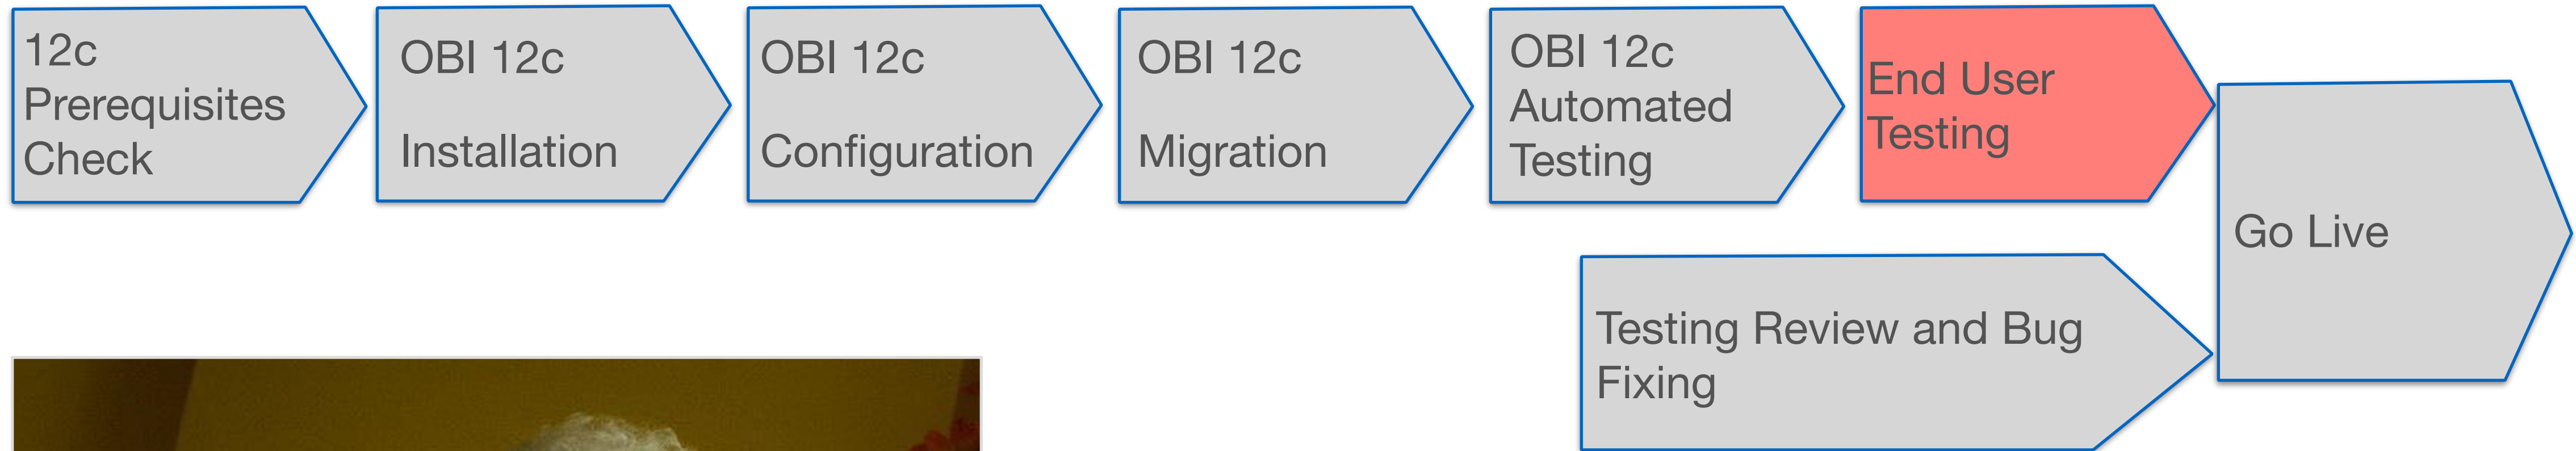 12c
Prerequisites
Check
OBI 12c
Installation
OBI 12c
Configuration
OBI 12c
Migration
OBI 12c
Automated
Testing
End User
Testing
Go Live
Testing Review and Bug
Fixing